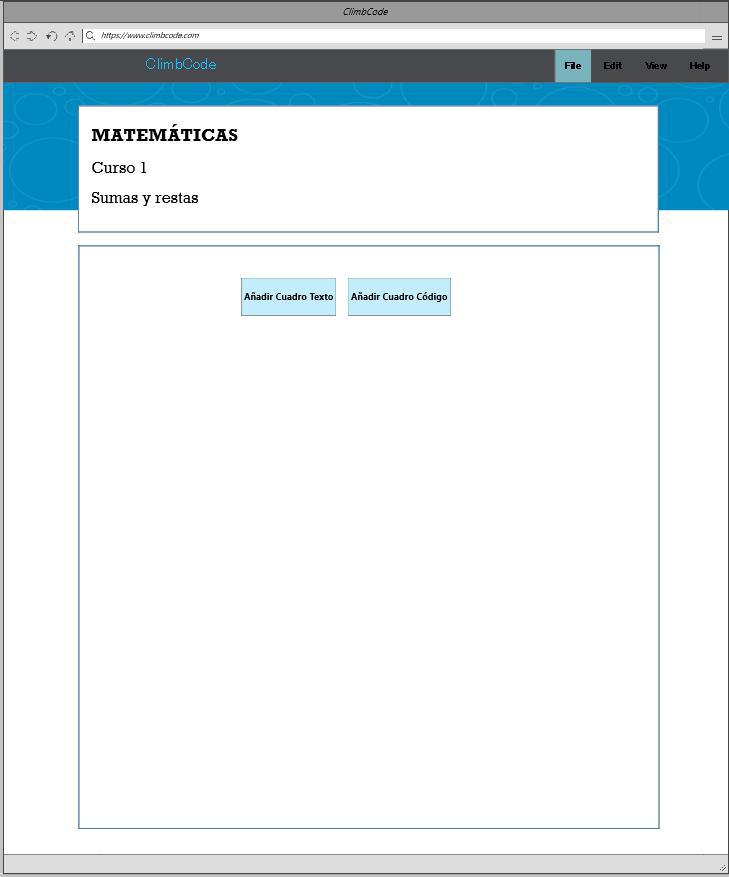 ClimbCode
https://www.climbcode.com
ClimbCode
File Edit View Help
MATEMÁTICAS
Curso 1
Sumas y restas
Añadir Cuadro Texto Añadir Cuadro Código